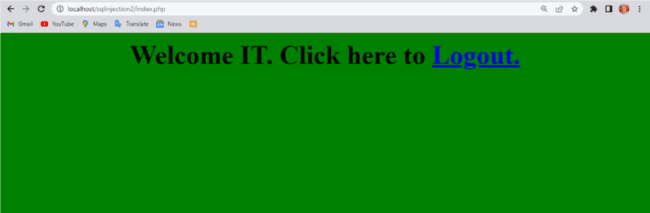 localhost/sqlinjection2/index.php
Gmail YouTube Maps Translate News
Welcome IT. Click here to Logout.